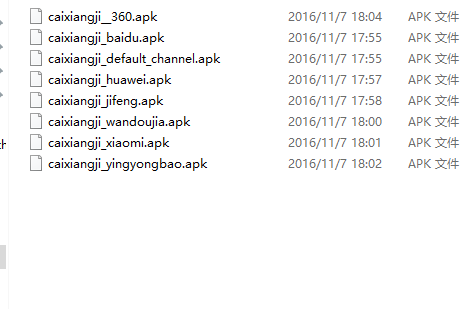 caixiangji__360.apk 2016/11/7 18:04 APK 文件
caixiangji_baidu.apk 2016/11/7 17:55 APK 文件
caixiangji_default_channel.apk 2016/11/7 17:55 APK 文件
caixiangji_huawei.apk 2016/11/7 17:57 APK 文件
caixiangji_jifeng.apk 2016/11/7 17:58 APK 文件
caixiangji_wandoujia.apk 2016/11/7 18:00 APK 文件
caixiangji_xiaomi.apk 2016/11/7 18:01 APK 文件
caixiangji_yingyongbao.apk 2016/11/7 18:02 APK 文件